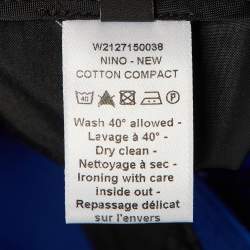 W2127150038
NINO - NEW
COTTON COMPACT
40 P
Wash 40° allowed -
Lavage à 40° -
Dry clean -
Nettoyage à sec -
Ironing with care
inside out -
Repassage délicat
sur l'envers